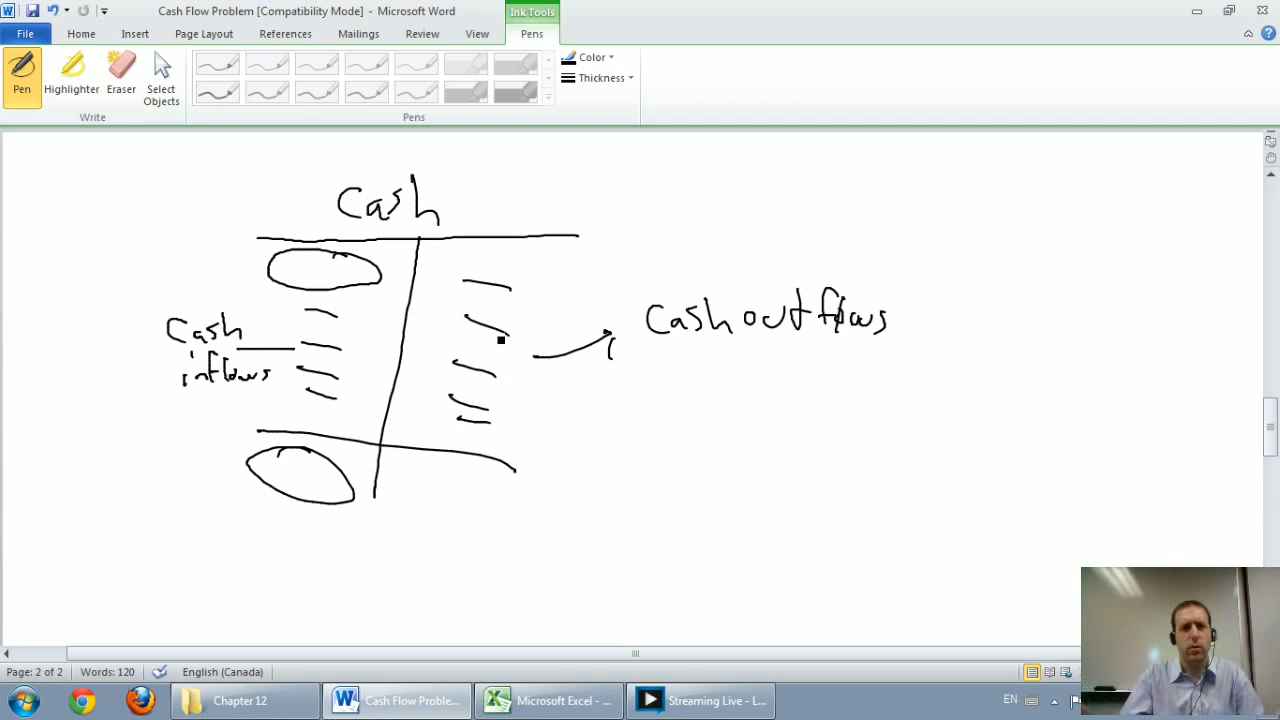 Cash Flow Problem [Compatibility Mode] - Microsoft Word
Ink Tools
File Home Insert Page Layout References Mailings Review View Pens
Pen Highlighter Eraser Select Objects
Color
Thickness
Write Pens
Cash
Cash
inflows
Cash outflows
Page: 2 of 2 Words: 120 English (Canada)
Chapter 12 Cash Flow Proble... Microsoft Excel - ... Streaming Live - L... EN